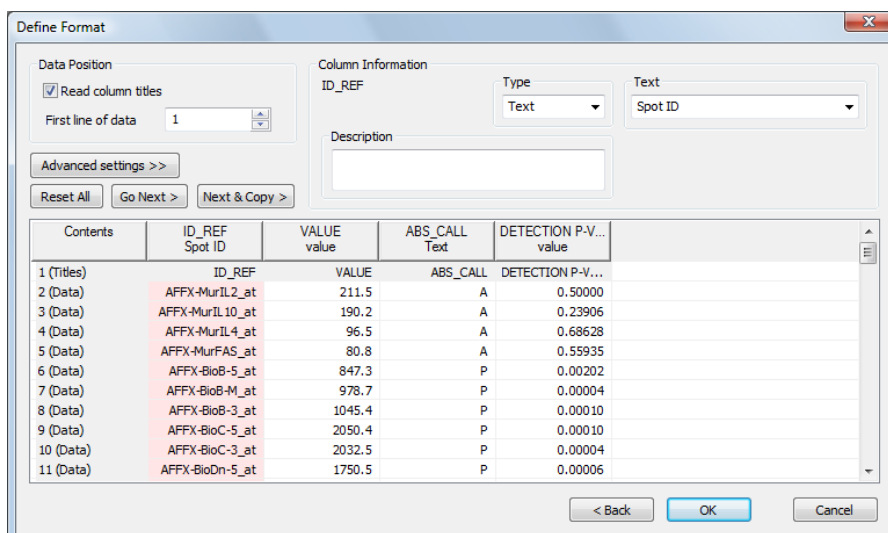 Define Format
Data Position
Read column titles
First line of data 1
Advanced settings >>
Reset All Go Next > Next & Copy >
Column Information
ID_REF
Type
Text
Text
Spot ID
Description
Contents ID_REF VALUE ABS_CALL DETECTION P-V...
Spot ID value Text value
1 (Titles) ID_REF VALUE ABS_CALL DETECTION P-V...
2 (Data) AFFX-MurIL2_at 211.5 A 0.50000
3 (Data) AFFX-MurIL10_at 190.2 A 0.23906
4 (Data) AFFX-MurIL4_at 96.5 A 0.68628
5 (Data) AFFX-MurFAS_at 80.8 A 0.55935
6 (Data) AFFX-BioB-5_at 847.3 P 0.00202
7 (Data) AFFX-BioB-M_at 978.7 P 0.00004
8 (Data) AFFX-BioB-3_at 1045.4 P 0.00010
9 (Data) AFFX-BioC-5_at 2050.4 P 0.00010
10 (Data) AFFX-BioC-3_at 2032.5 P 0.00004
11 (Data) AFFX-BioDn-5_at 1750.5 P 0.00006
< Back OK Cancel